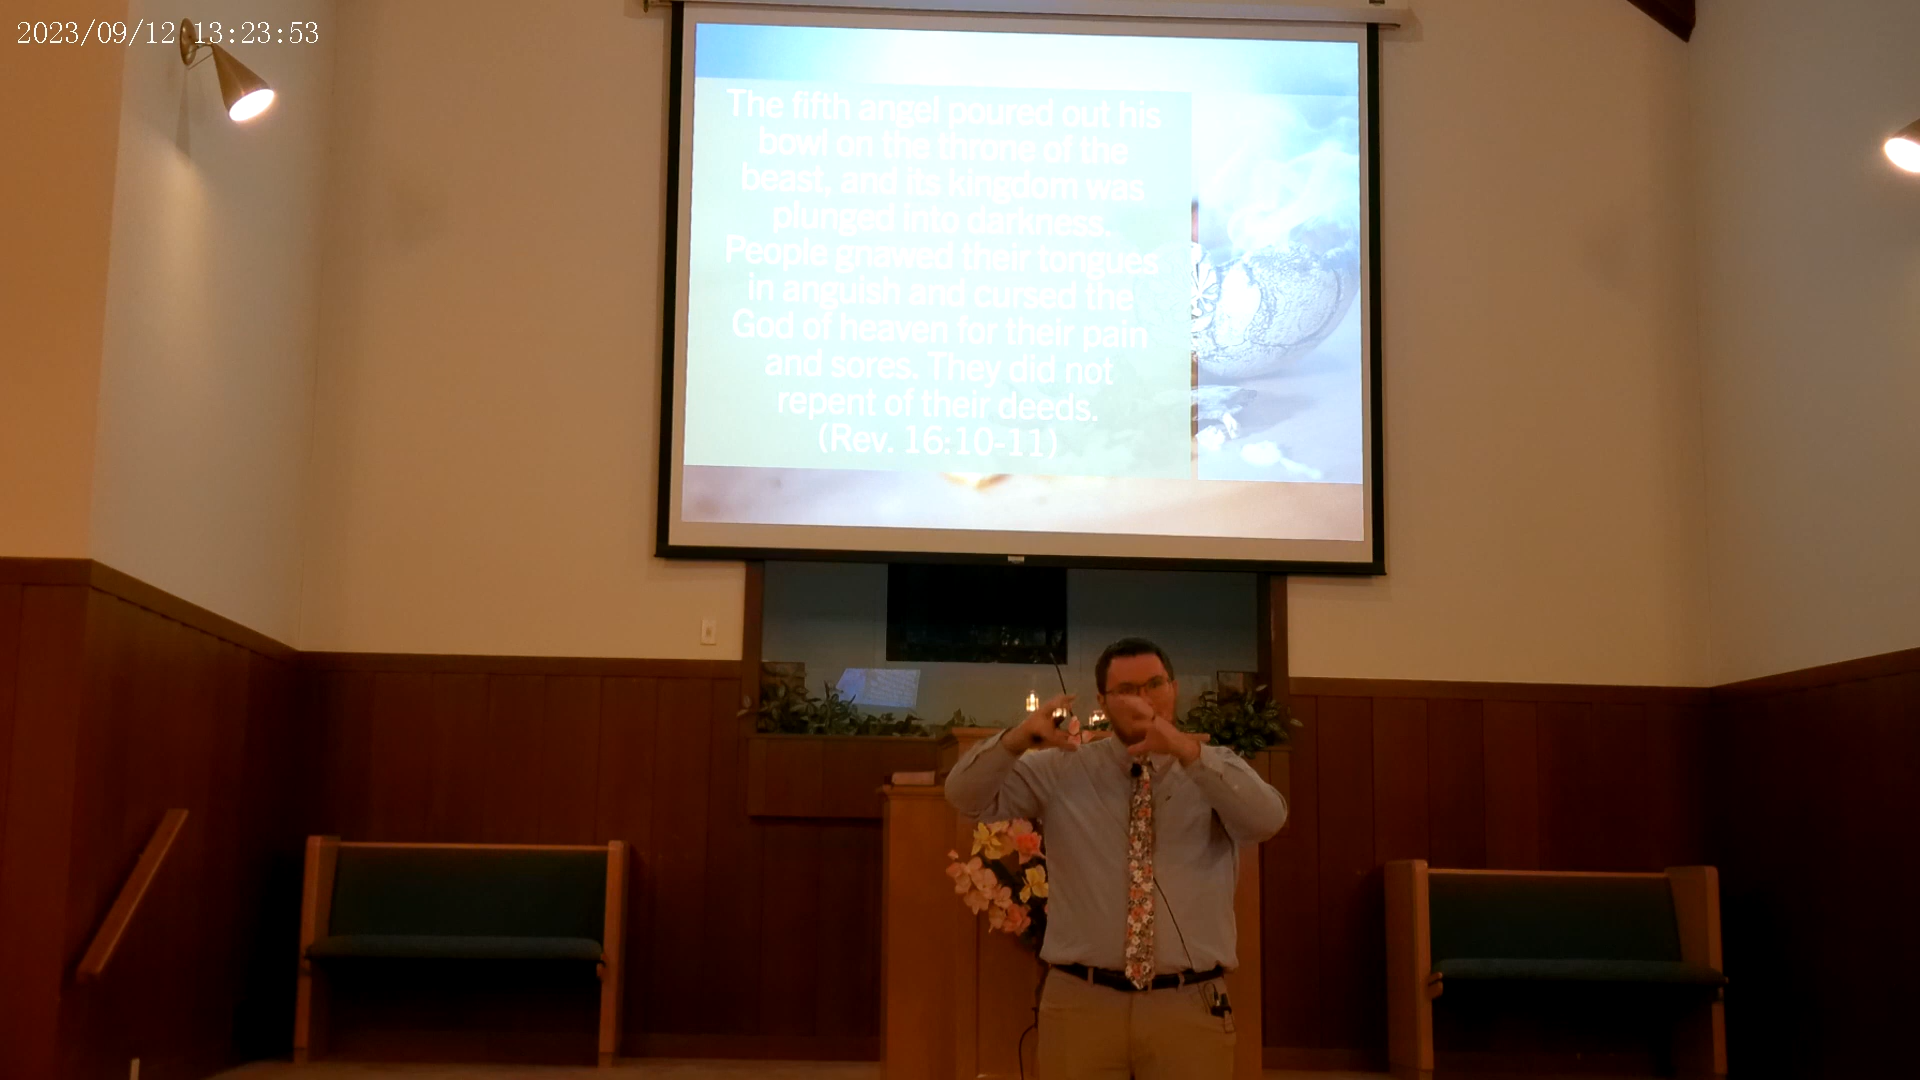 2023/09/12 13:23:53
The fifth angel poured out his
bowl on the throne of the
beast, and its kingdom was
plunged into darkness.
People gnawed their tongues
in anguish and cursed the
God of heaven for their pain
and sores. They did not
repent of their deeds.
(Rev. 16:10-11)